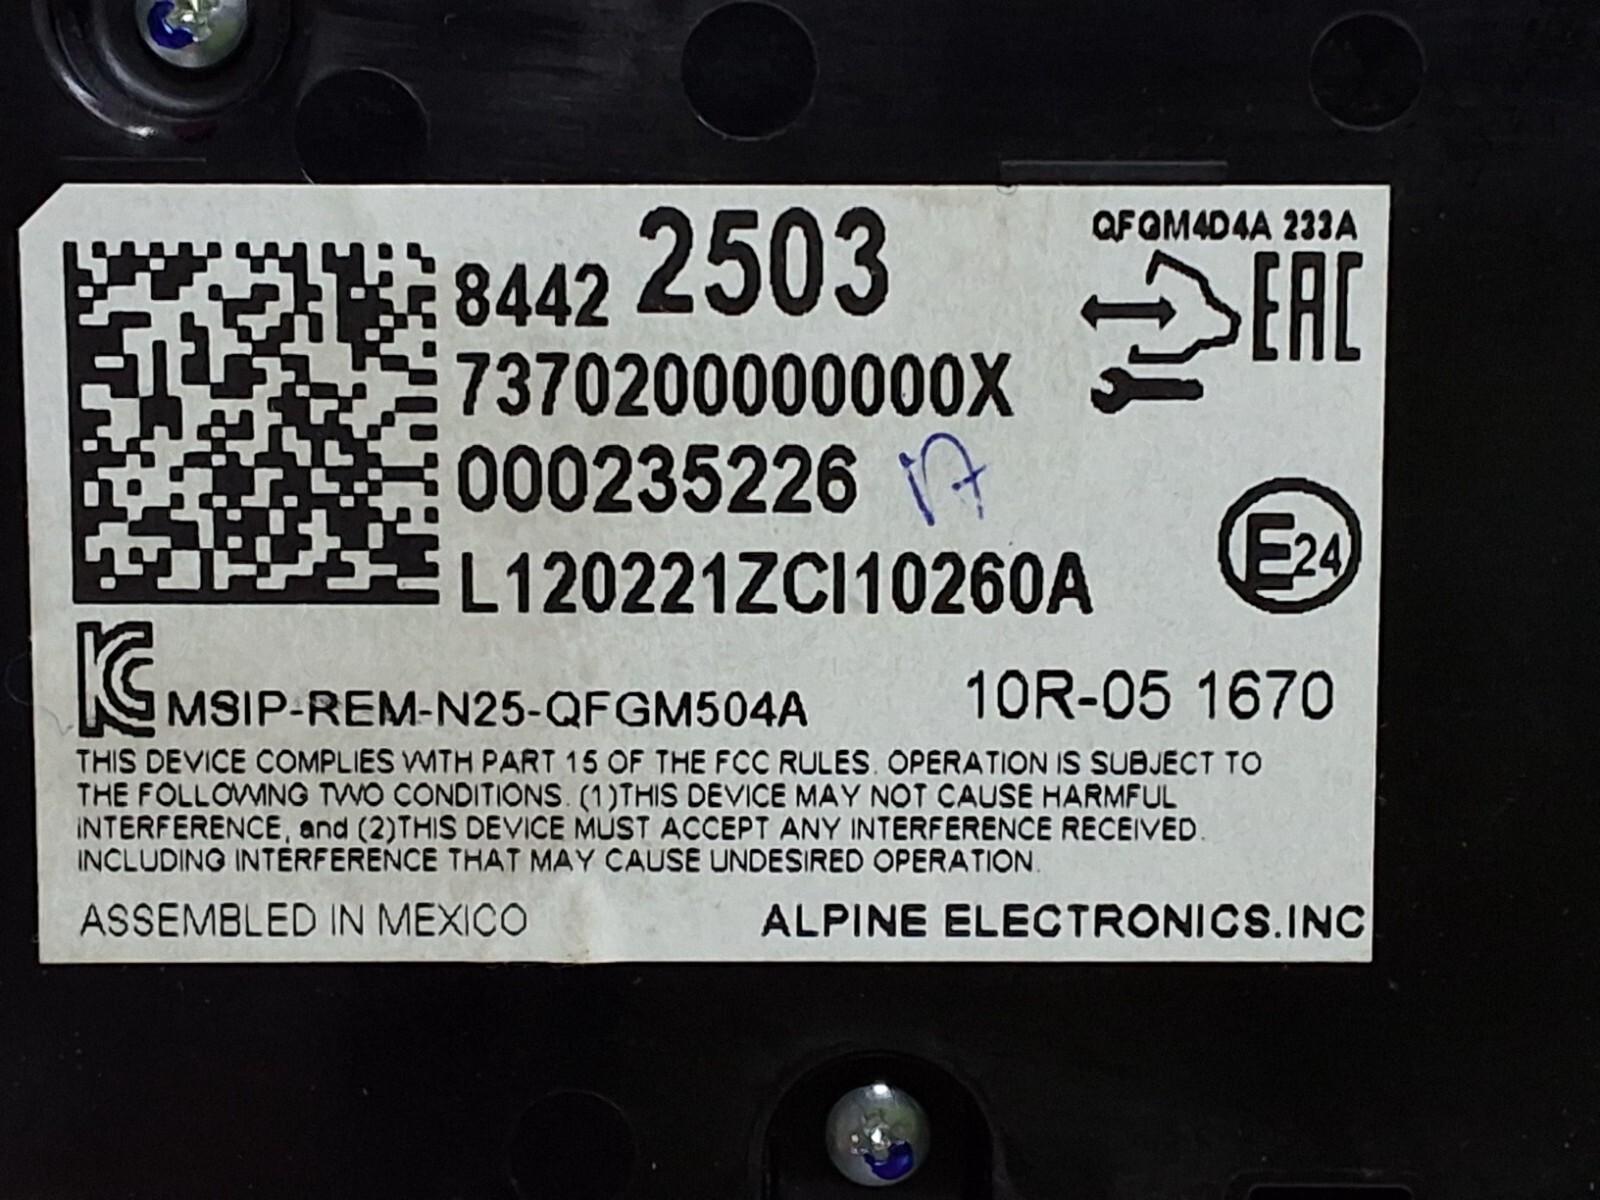 8442 2503
QFGM4D4A 233A
EAC
7370200000000X
000235226
E24
L120221ZCI10260A
KC MSIP-REM-N25-QFGM504A
10R-05 1670
THIS DEVICE COMPLIES WITH PART 15 OF THE FCC RULES. OPERATION IS SUBJECT TO
THE FOLLOWING TWO CONDITIONS. (1)THIS DEVICE MAY NOT CAUSE HARMFUL
INTERFERENCE, and (2)THIS DEVICE MUST ACCEPT ANY INTERFERENCE RECEIVED.
INCLUDING INTERFERENCE THAT MAY CAUSE UNDESIRED OPERATION.
ASSEMBLED IN MEXICO
ALPINE ELECTRONICS.INC